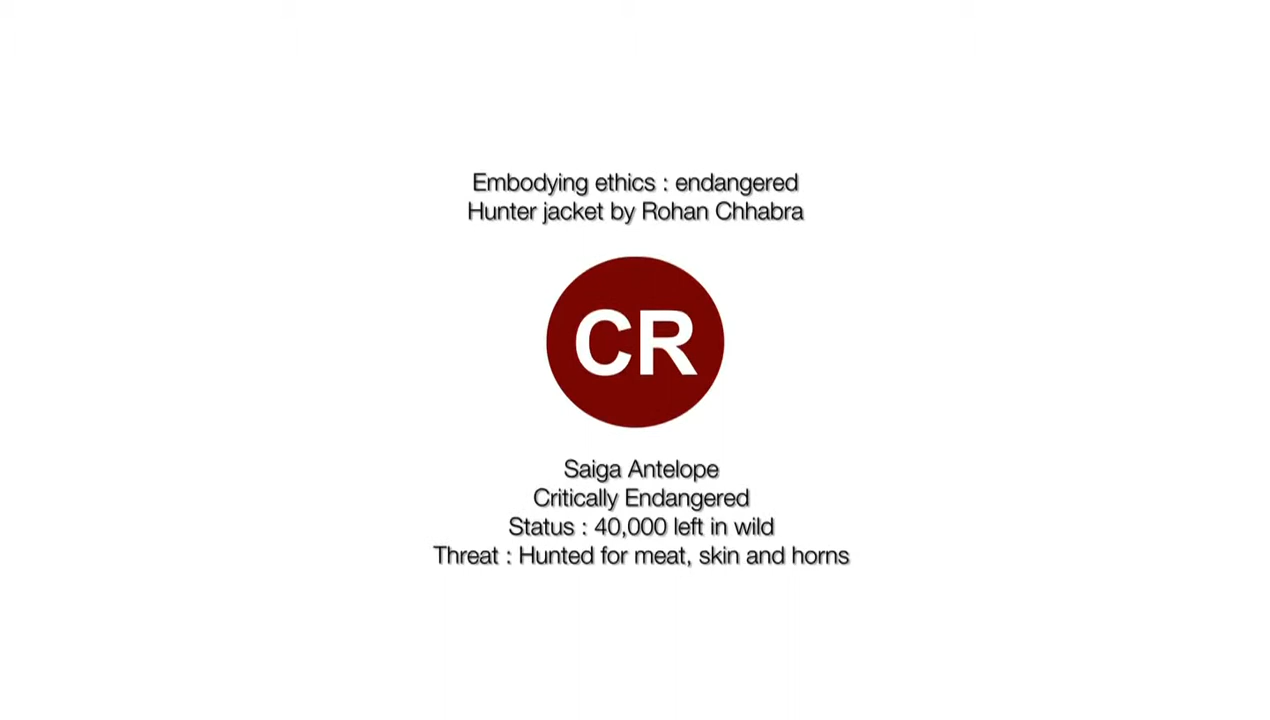 Embodying ethics : endangered
Hunter jacket by Rohan Chhabra
CR
Saiga Antelope
Critically Endangered
Status : 40,000 left in wild
Threat : Hunted for meat, skin and horns